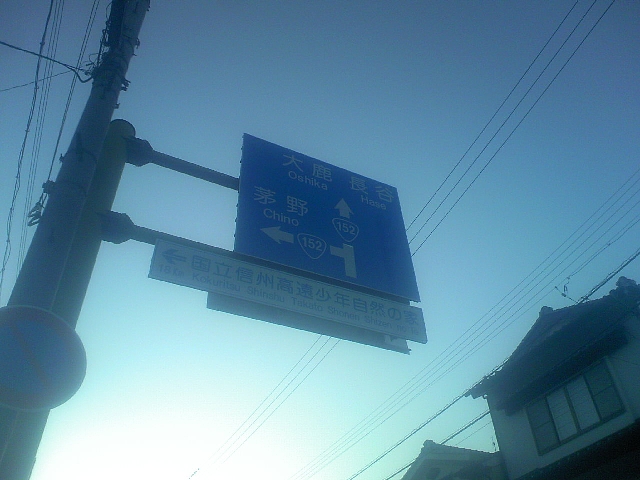 大鹿 長谷
Oshika Hase
152
茅野
Chino
152
国立信州高遠少年自然の家